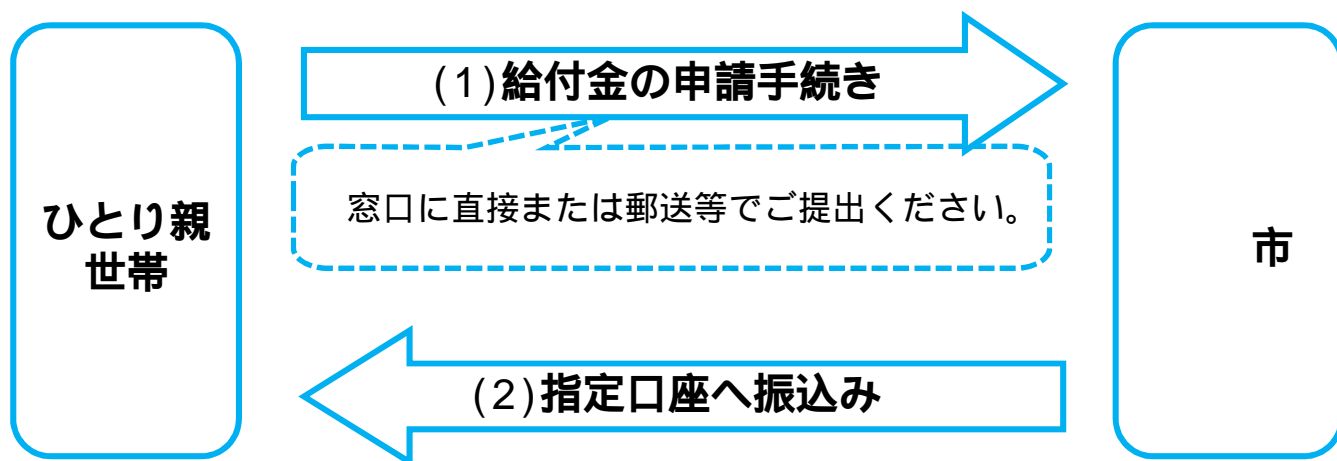 (1)給付金の申請手続き
窓口に直接または郵送等でご提出ください。
ひとり親
世帯
市
(2)指定口座へ振込み